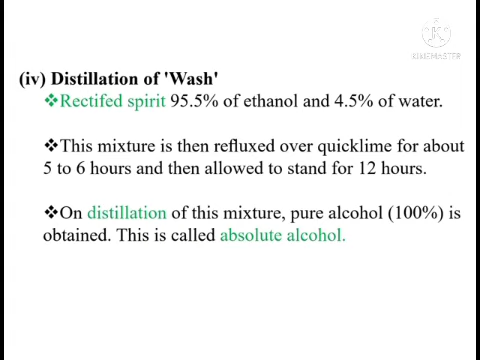 KINEMASTER
(iv) Distillation of 'Wash'
❖Rectifed spirit 95.5% of ethanol and 4.5% of water.
❖This mixture is then refluxed over quicklime for about
5 to 6 hours and then allowed to stand for 12 hours.
❖On distillation of this mixture, pure alcohol (100%) is
obtained. This is called absolute alcohol.